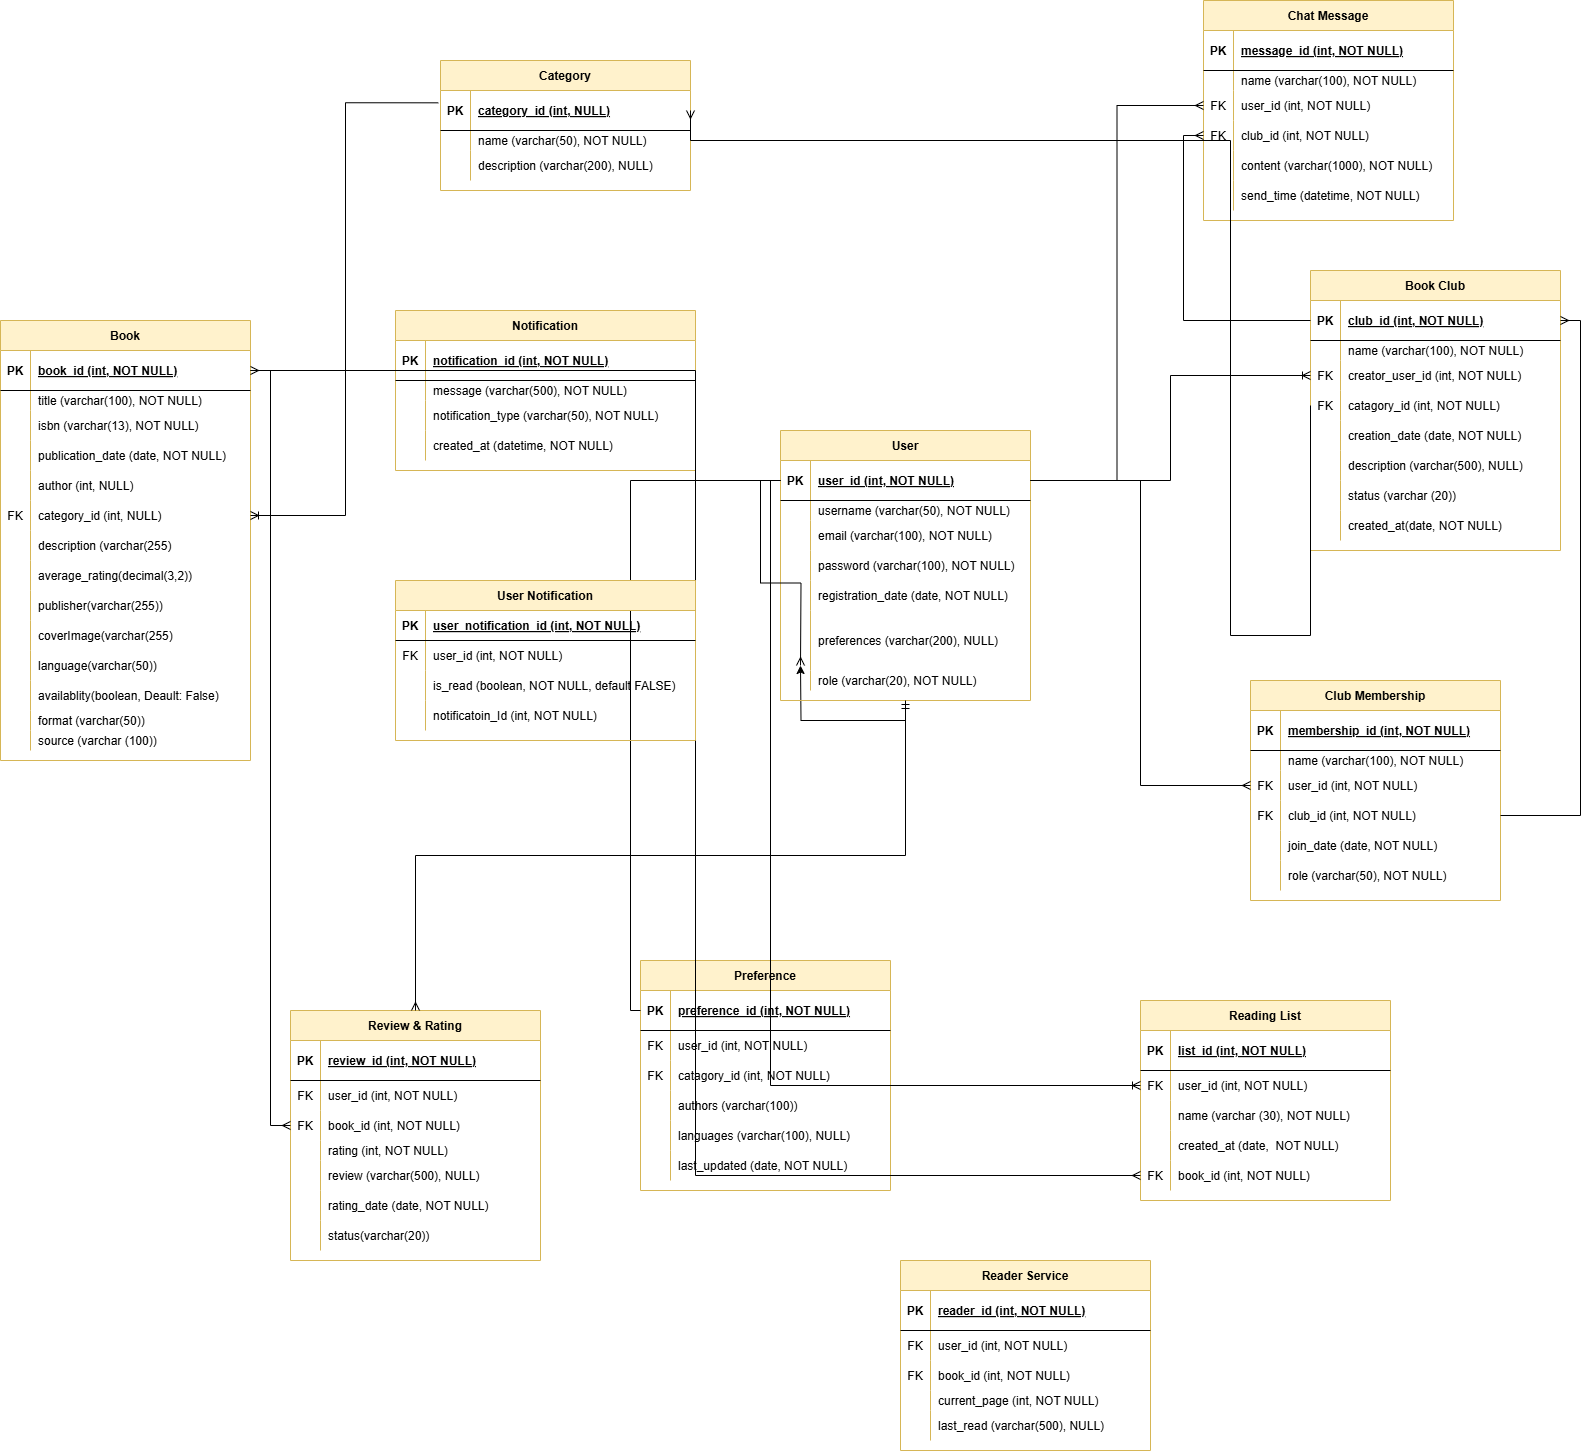 Chat Message
PK message_id (int, NOT NULL)
name (varchar(100), NOT NULL)
FK user_id (int, NOT NULL)
FK club_id (int, NOT NULL)
content (varchar(1000), NOT NULL)
send_time (datetime, NOT NULL)
Category
PK category_id (int, NULL)
name (varchar(50), NOT NULL)
description (varchar(200), NULL)
Book Club
PK club_id (int, NOT NULL)
name (varchar(100), NOT NULL)
FK creator_user_id (int, NOT NULL)
FK catagory_id (int, NOT NULL)
creation_date (date, NOT NULL)
description (varchar(500), NULL)
status (varchar (20))
created_at(date, NOT NULL)
Book
PK book_id (int, NOT NULL)
title (varchar(100), NOT NULL)
isbn (varchar(13), NOT NULL)
publication_date (date, NOT NULL)
author (int, NULL)
FK category_id (int, NULL)
description (varchar(255)
average_rating(decimal(3,2))
publisher(varchar(255))
coverImage(varchar(255)
language(varchar(50))
availablity(boolean, Deault: False)
format (varchar(50))
source (varchar (100))
Notification
PK notification_id (int, NOT NULL)
message (varchar(500), NOT NULL)
notification_type (varchar(50), NOT NULL)
created_at (datetime, NOT NULL)
User
PK user_id (int, NOT NULL)
username (varchar(50), NOT NULL)
email (varchar(100), NOT NULL)
password (varchar(100), NOT NULL)
registration_date (date, NOT NULL)
preferences (varchar(200), NULL)
role (varchar(20), NOT NULL)
User Notification
PK user_notification_id (int, NOT NULL)
FK user_id (int, NOT NULL)
is_read (boolean, NOT NULL, default FALSE)
notificatoin_Id (int, NOT NULL)
Club Membership
PK membership_id (int, NOT NULL)
name (varchar(100), NOT NULL)
FK user_id (int, NOT NULL)
FK club_id (int, NOT NULL)
join_date (date, NOT NULL)
role (varchar(50), NOT NULL)
Review & Rating
PK review_id (int, NOT NULL)
FK user_id (int, NOT NULL)
FK book_id (int, NOT NULL)
rating (int, NOT NULL)
review (varchar(500), NULL)
rating_date (date, NOT NULL)
status(varchar(20))
Preference
PK preference_id (int, NOT NULL)
FK user_id (int, NOT NULL)
FK catagory_id (int, NOT NULL)
authors (varchar(100))
languages (varchar(100), NULL)
last_updated (date, NOT NULL)
Reading List
PK list_id (int, NOT NULL)
FK user_id (int, NOT NULL)
name (varchar (30), NOT NULL)
created_at (date, NOT NULL)
FK book_id (int, NOT NULL)
Reader Service
PK reader_id (int, NOT NULL)
FK user_id (int, NOT NULL)
FK book_id (int, NOT NULL)
current_page (int, NOT NULL)
last_read (varchar(500), NULL)